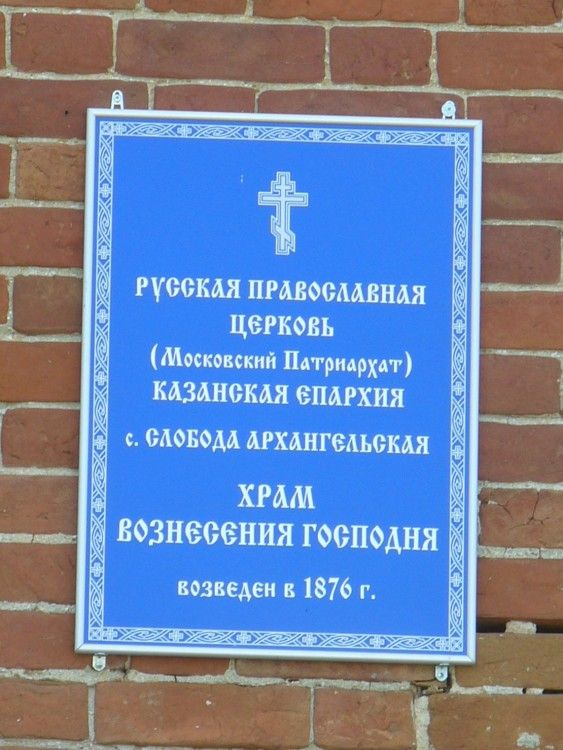 РУССКАЯ ПРАВОСЛАВНАЯ
ЦЕРКОВЬ
(Московский Патриархат)
КАЗАНСКАЯ ЕПАРХИЯ
с. СЛОБОДА АРХАНГЕЛЬСКАЯ
ХРАМ
ВОЗНЕСЕНИЯ ГОСПОДНЯ
возведен в 1876 г.